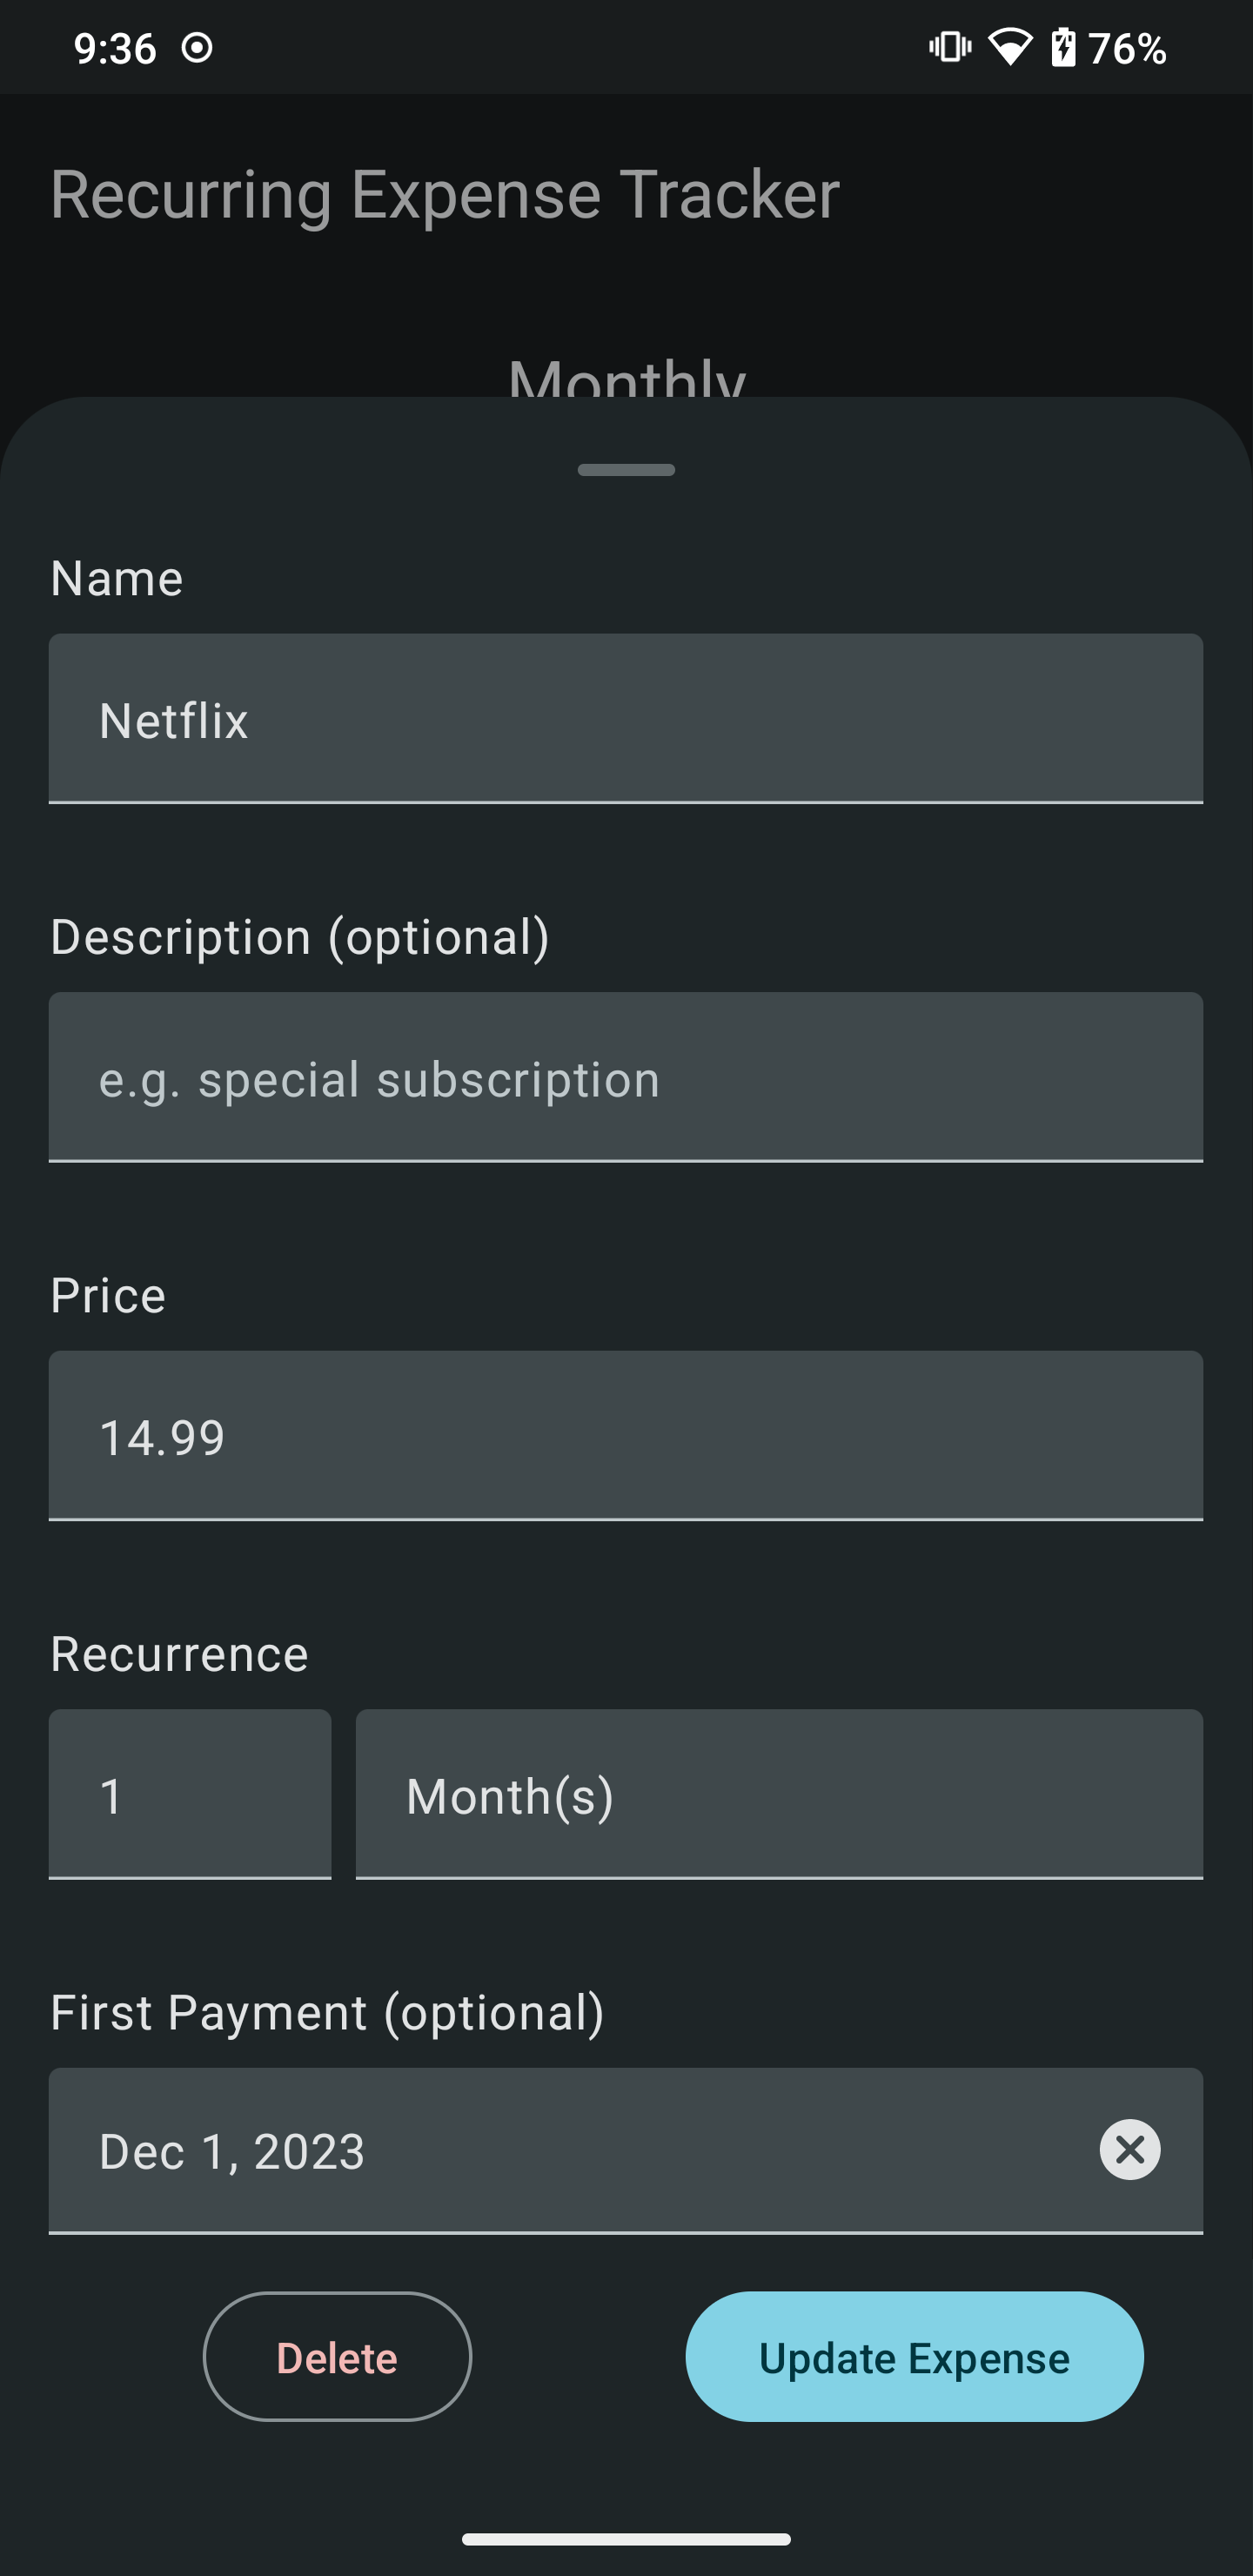 9:36
76%
Recurring Expense Tracker
Monthly
Name
Netflix
Description (optional)
e.g. special subscription
Price
14.99
Recurrence
1
Month(s)
First Payment (optional)
Dec 1, 2023
Delete
Update Expense